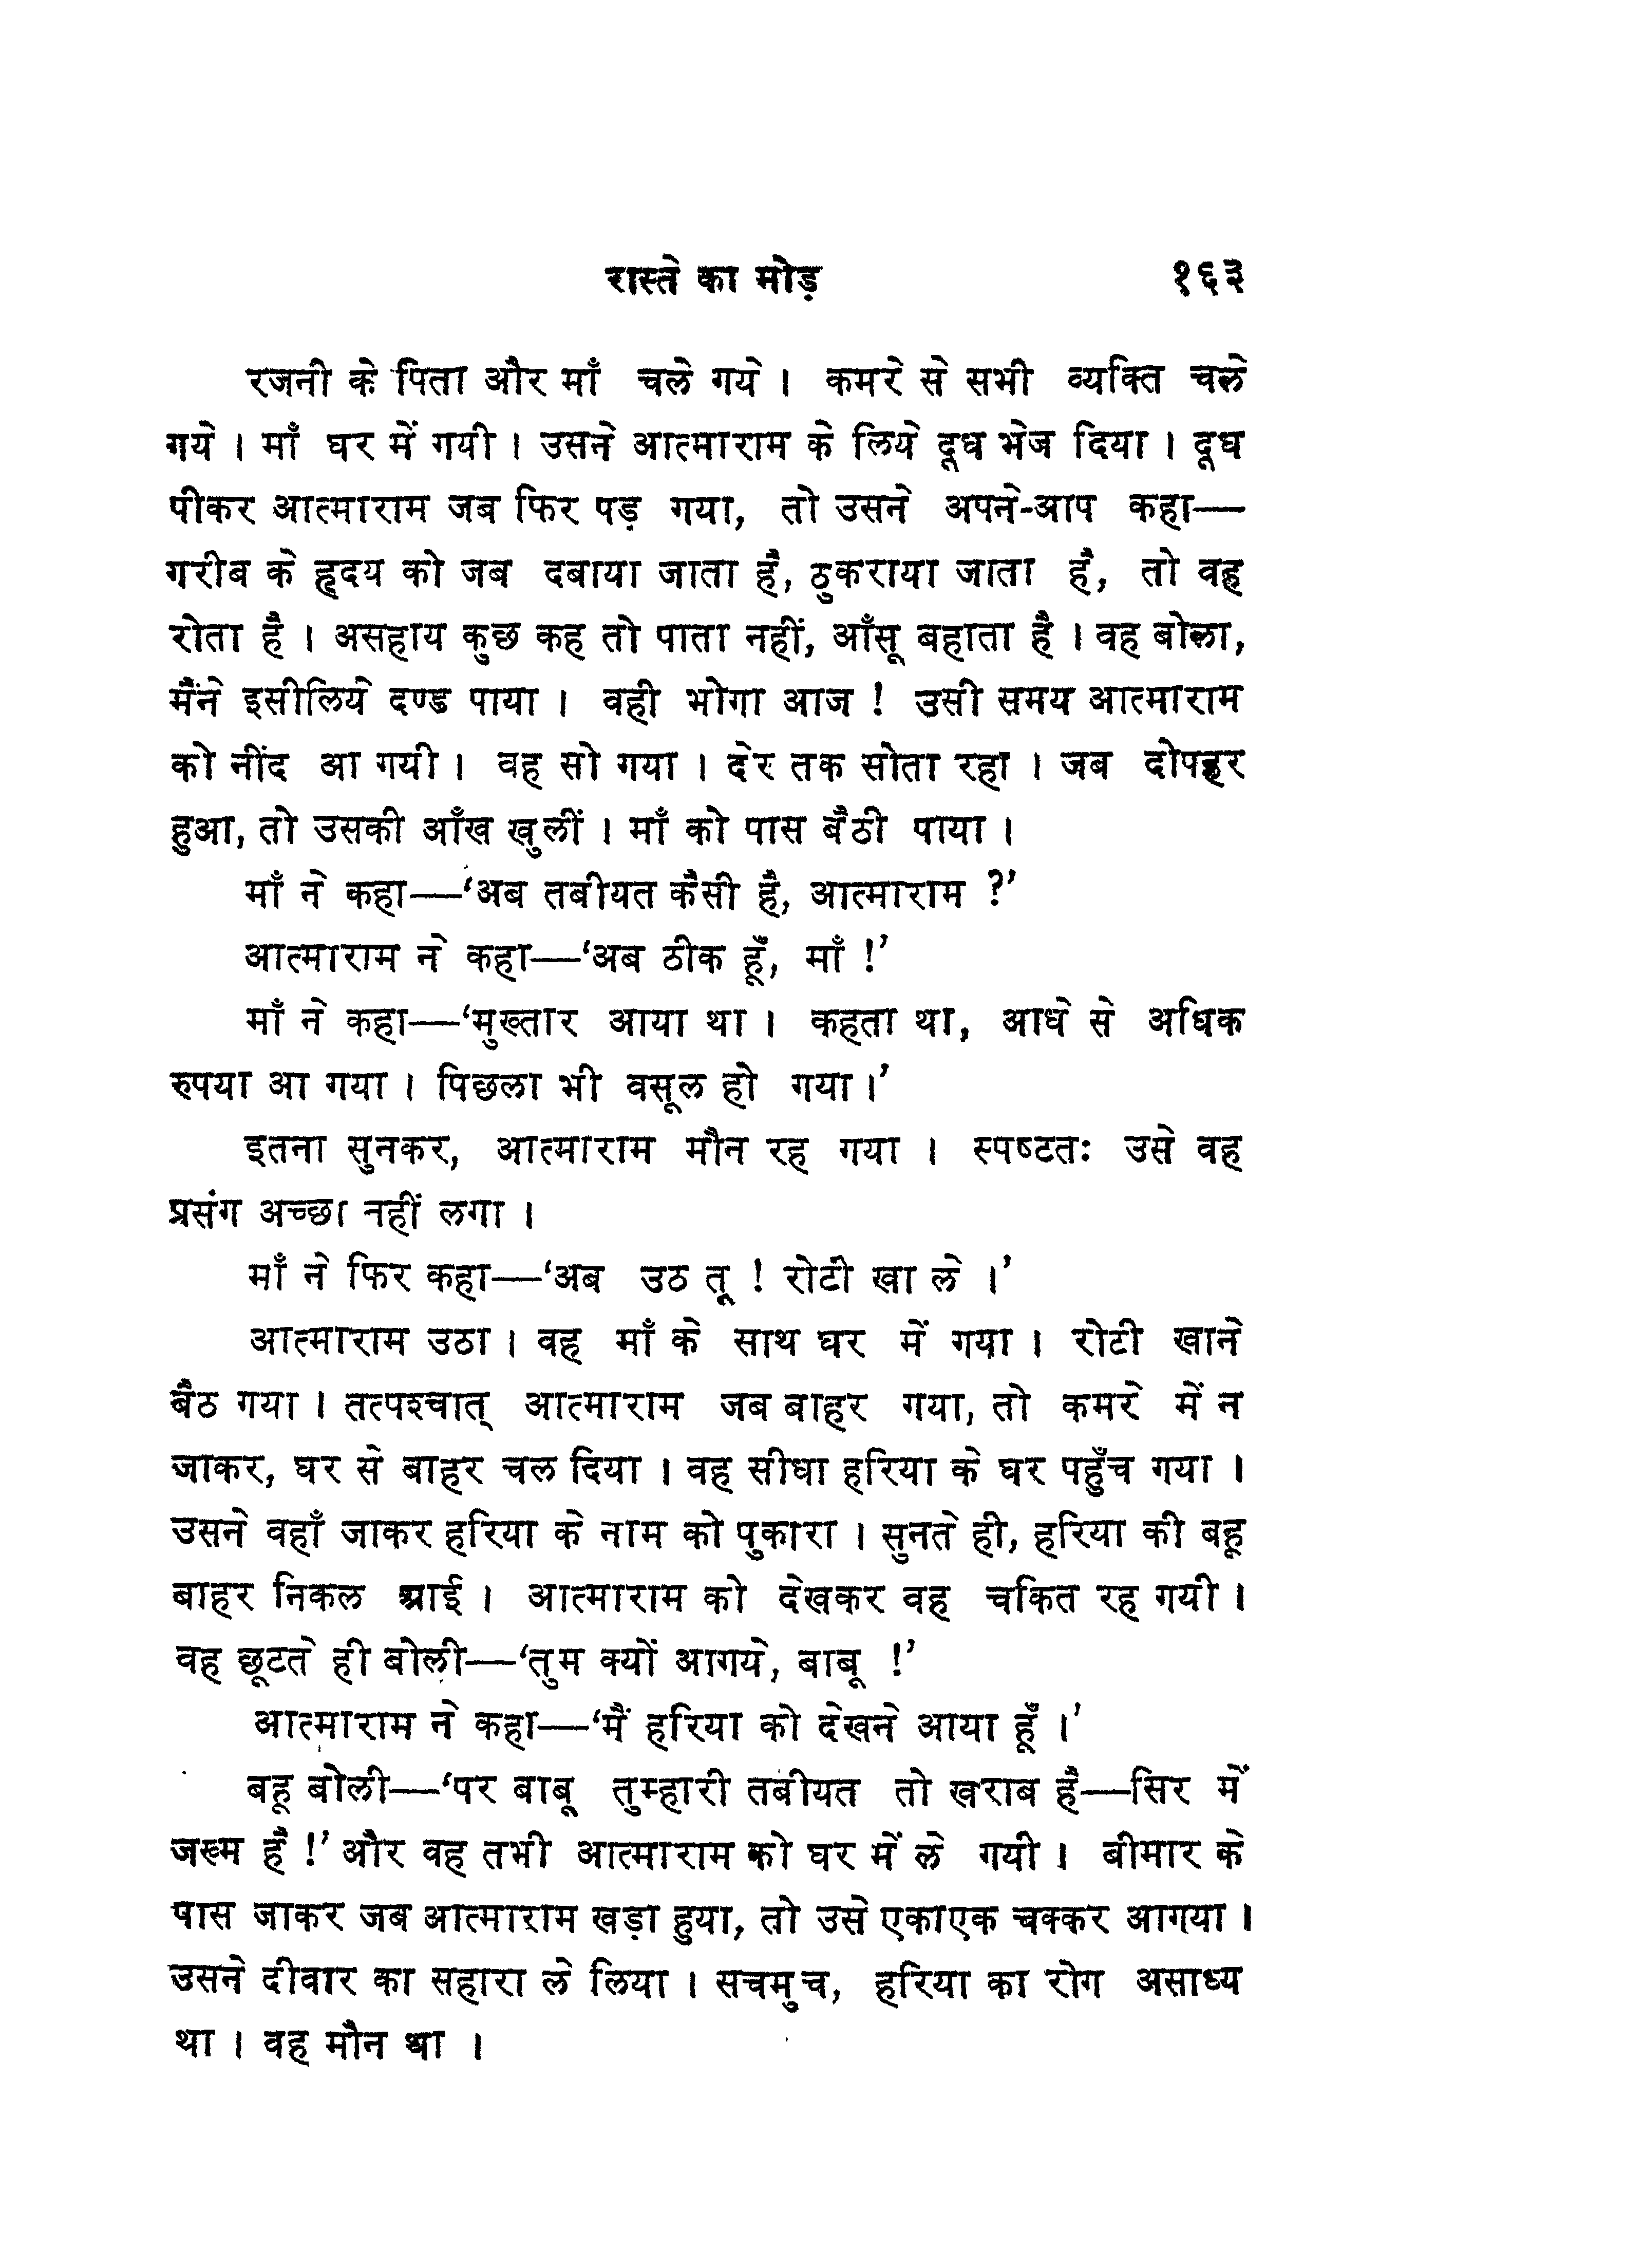 रास्ते का मोड़ १६३
रजनी के पिता और माँ चले गये । कमरे से सभी व्यक्ति चले
गये । माँ घर में गयी । उसने आत्माराम के लिये दूध भेज दिया । दूध
पीकर आत्माराम जब फिर पड़ गया, तो उसने अपने-आप कहा—
गरीब के हृदय को जब दबाया जाता है, ठुकराया जाता है, तो वह
रोता है । असहाय कुछ कह तो पाता नहीं, आँसू बहाता है । वह बोला,
मैंने इसीलिये दण्ड पाया । वही भोगा आज ! उसी समय आत्माराम
को नींद आ गयी । वह सो गया । देर तक सोता रहा । जब दोपहर
हुआ, तो उसकी आँख खुलीं । माँ को पास बैठी पाया ।
माँ ने कहा—‘अब तबीयत कैसी है, आत्माराम ?’
आत्माराम ने कहा—‘अब ठीक हूँ, माँ !’
माँ ने कहा—‘मुख्तार आया था । कहता था, आधे से अधिक
रुपया आ गया । पिछला भी वसूल हो गया ।’
इतना सुनकर, आत्माराम मौन रह गया । स्पष्टतः उसे वह
प्रसंग अच्छा नहीं लगा ।
माँ ने फिर कहा—‘अब उठ तू ! रोटी खा ले ।’
आत्माराम उठा । वह माँ के साथ घर में गया । रोटी खाने
बैठ गया । तत्पश्चात् आत्माराम जब बाहर गया, तो कमरे में न
जाकर, घर से बाहर चल दिया । वह सीधा हरिया के घर पहुँच गया ।
उसने वहाँ जाकर हरिया के नाम को पुकारा । सुनते ही, हरिया की बहू
बाहर निकल आई । आत्माराम को देखकर वह चकित रह गयी ।
वह छूटते ही बोली—‘तुम क्यों आगये, बाबू !’
आत्माराम ने कहा—‘मैं हरिया को देखने आया हूँ ।’
बहू बोली—‘पर बाबू तुम्हारी तबीयत तो खराब है—सिर में
जख्म है !’ और वह तभी आत्माराम को घर में ले गयी । बीमार के
पास जाकर जब आत्माराम खड़ा हुया, तो उसे एकाएक चक्कर आगया ।
उसने दीवार का सहारा ले लिया । सचमुच, हरिया का रोग असाध्य
था । वह मौन था ।